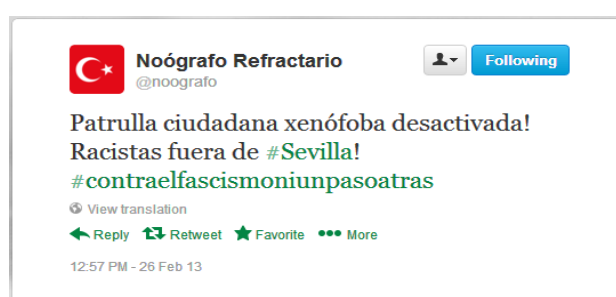 Noógrafo Refractario
@noografo
Following
Patrulla ciudadana xenófoba desactivada!
Racistas fuera de #Sevilla!
#contraelfascismoniunpasoatras
View translation
Reply Retweet Favorite More
12:57 PM - 26 Feb 13